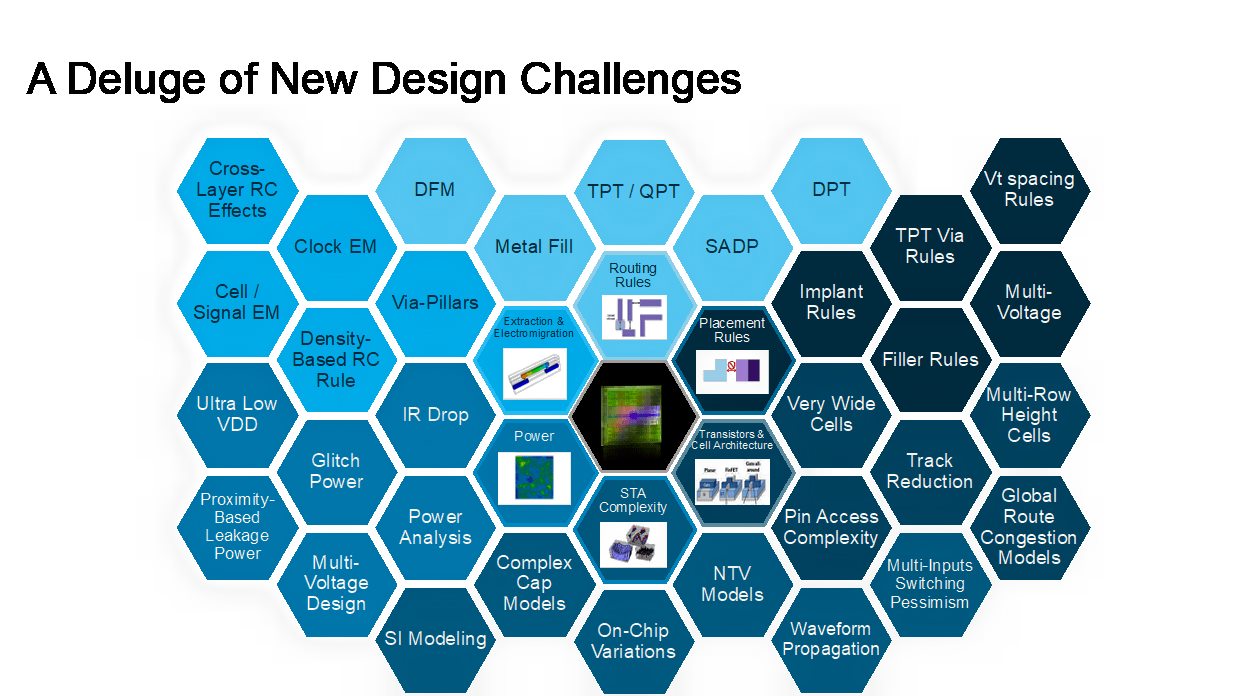 A Deluge of New Design Challenges
Cross-
Layer RC
Effects
DFM
TPT / QPT
DPT
Vt spacing
Rules
Clock EM
Metal Fill
SADP
TPT Via
Rules
Cell /
Signal EM
Via-Pillars
Routing
Rules
Implant
Rules
Multi-
Voltage
Density-
Based RC
Rule
Extraction &
Electromigration
Placement
Rules
Filler Rules
Ultra Low
VDD
IR Drop
Very Wide
Cells
Multi-Row
Height
Cells
Glitch
Power
Power
Transistors &
Cell Architecture
Planar
FinFET
Gate-all-
around
Track
Reduction
Proximity-
Based
Leakage
Power
Power
Analysis
STA
Complexity
Pin Access
Complexity
Global
Route
Congestion
Models
Multi-
Voltage
Design
Complex
Cap
Models
NTV
Models
Multi-Inputs
Switching
Pessimism
SI Modeling
On-Chip
Variations
Waveform
Propagation